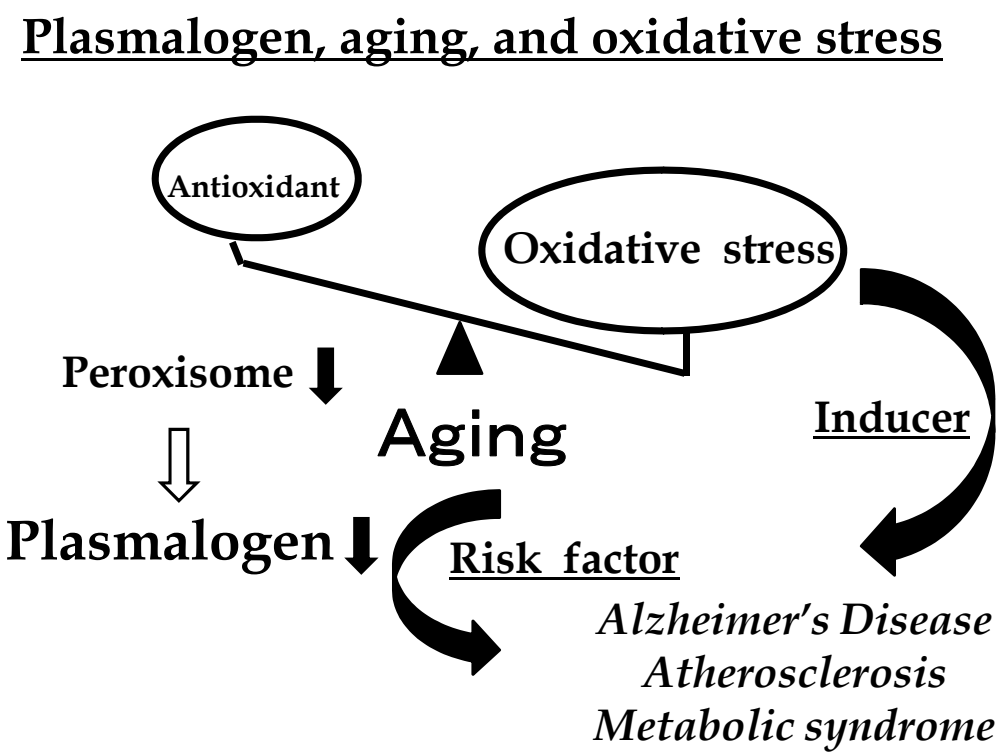 Plasmalogen, aging, and oxidative stress
Antioxidant
Oxidative stress
Peroxisome
Aging
Inducer
Plasmalogen
Risk factor
Alzheimer’s Disease
Atherosclerosis
Metabolic syndrome